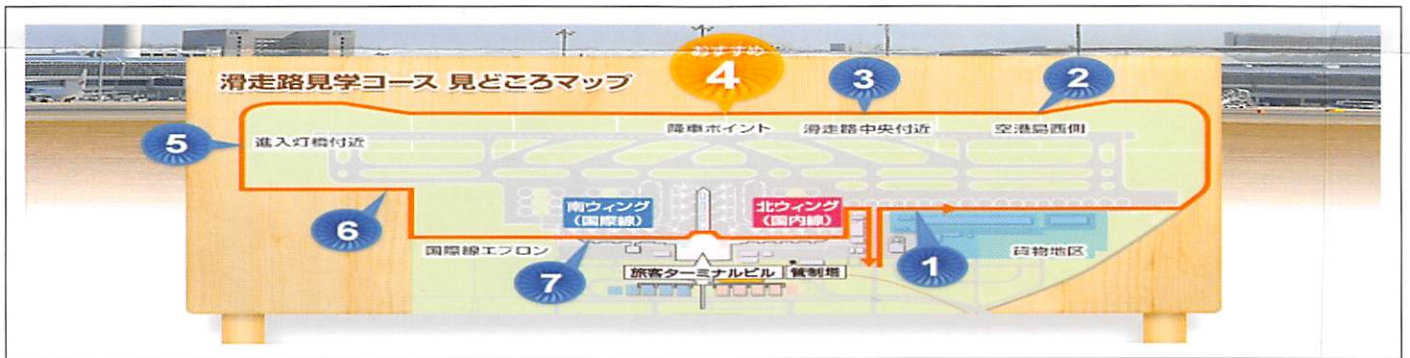 滑走路見学コース 見どころマップ
おすすめ
4
3
2
降車ポイント
滑走路中央付近
空港島西側
5
進入灯橋付近
南ウィング
(国際線)
北ウィング
(国内線)
6
国際線エプロン
7
旅客ターミナルビル
管制塔
1
貨物地区